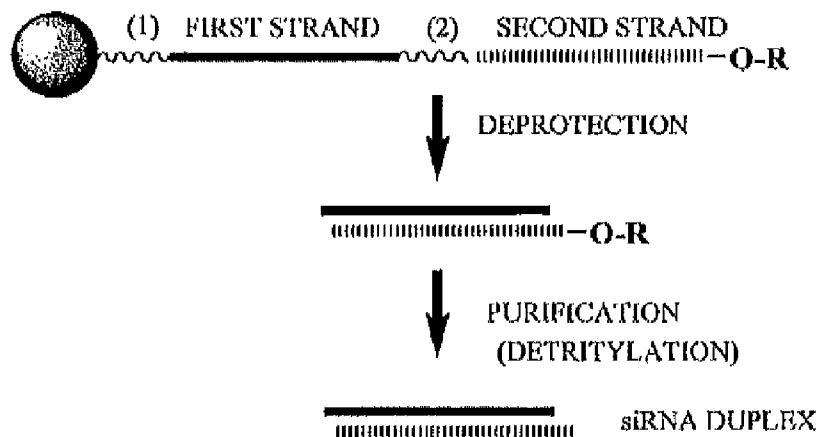 (1) FIRST STRAND (2) SECOND STRAND
O-R
DEPROTECTION
O-R
PURIFICATION
(DETRITYLATION)
siRNA DUPLEX